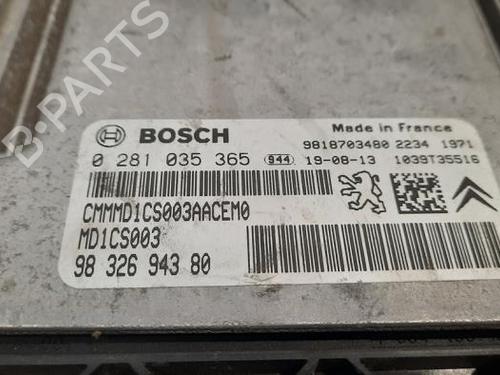 B-PARTS
BOSCH
Made in France
9818703480 2234 1971
0 281 035 365 944 19-08-13 1039T35516
CMMMD1CS003AACEM0
MD1CS003
98 326 943 80